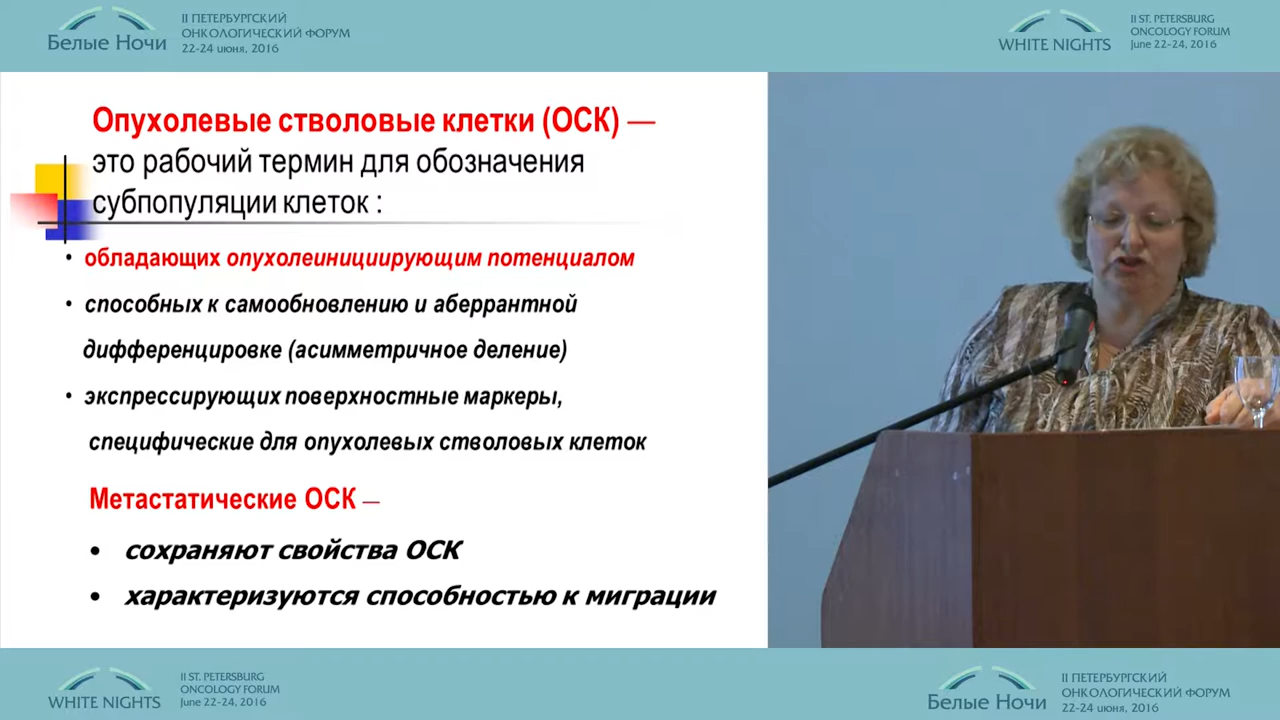 Белые Ночи
II ПЕТЕРБУРГСКИЙ
ОНКОЛОГИЧЕСКИЙ ФОРУМ
22-24 июня, 2016
WHITE NIGHTS
II ST. PETERSBURG
ONCOLOGY FORUM
June 22-24, 2016
Опухолевые стволовые клетки (ОСК) —
это рабочий термин для обозначения
субпопуляции клеток :
• обладающих опухолеинициирующим потенциалом
• способных к самообновлению и аберрантной
дифференцировке (асимметричное деление)
• экспрессирующих поверхностные маркеры,
специфические для опухолевых стволовых клеток
Метастатические ОСК —
• сохраняют свойства ОСК
• характеризуются способностью к миграции
WHITE NIGHTS
II ST. PETERSBURG
ONCOLOGY FORUM
June 22-24, 2016
Белые Ночи
II ПЕТЕРБУРГСКИЙ
ОНКОЛОГИЧЕСКИЙ ФОРУМ
22-24 июня, 2016